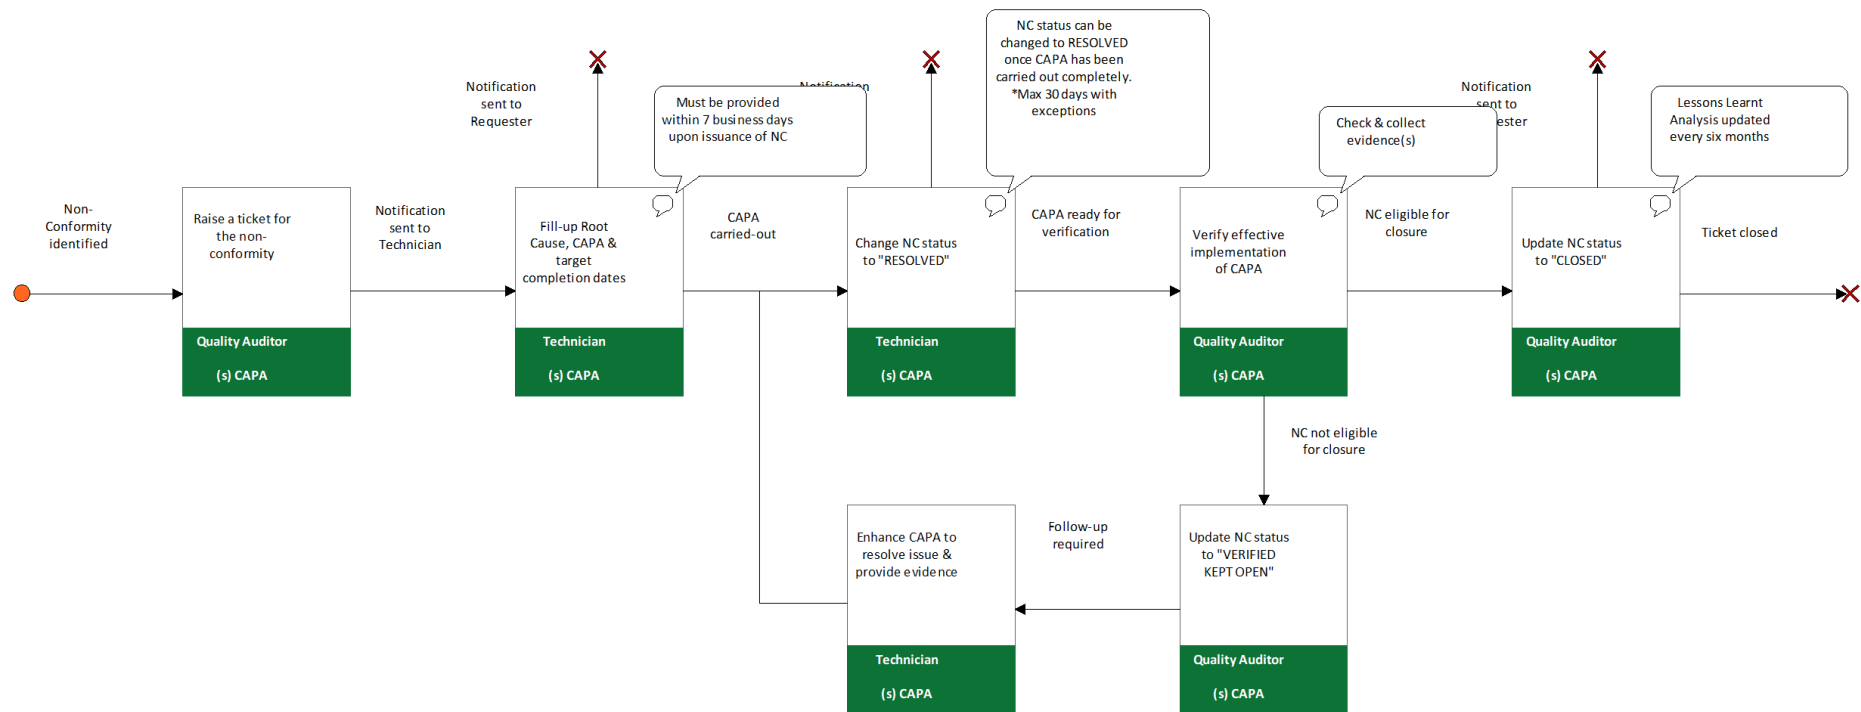 Notification
sent to
Requester
Must be provided
within 7 business days
upon issuance of NC
Notification
NC status can be
changed to RESOLVED
once CAPA has been
carried out completely.
*Max 30 days with
exceptions
Check & collect
evidence(s)
Notification
sent to
ester
Lessons Learnt
Analysis updated
every six months
Non-
Conformity
identified
Raise a ticket for
the non-
conformity
Quality Auditor
(s) CAPA
Notification
sent to
Technician
Fill-up Root
Cause, CAPA &
target
completion dates
Technician
(s) CAPA
CAPA
carried-out
Change NC status
to "RESOLVED"
Technician
(s) CAPA
CAPA ready for
verification
Verify effective
implementation
of CAPA
Quality Auditor
(s) CAPA
NC eligible for
closure
Update NC status
to "CLOSED"
Quality Auditor
(s) CAPA
Ticket closed
NC not eligible
for closure
Update NC status
to "VERIFIED
KEPT OPEN"
Quality Auditor
(s) CAPA
Follow-up
required
Enhance CAPA to
resolve issue &
provide evidence
Technician
(s) CAPA